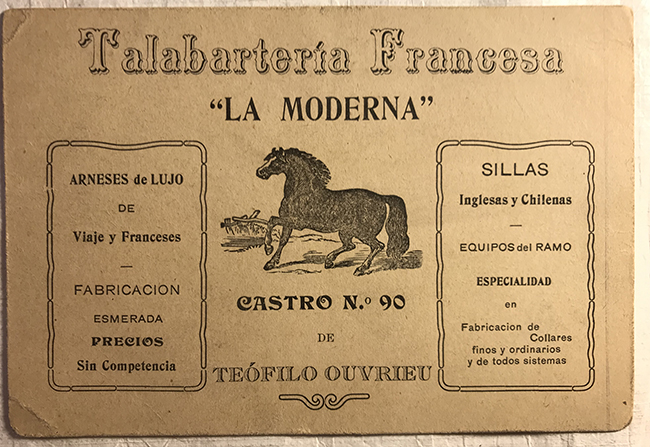 Talabartería Francesa
"LA MODERNA"
ARNESES de LUJO
DE
Viaje y Franceses
FABRICACION
ESMERADA
PRECIOS
Sin Competencia
CASTRO N.º 90
DE
TEÓFILO OUVRIEU
SILLAS
Inglesas y Chilenas
EQUIPOS del RAMO
ESPECIALIDAD
en
Fabricacion de
Collares
finos y ordinarios
y de todos sistemas